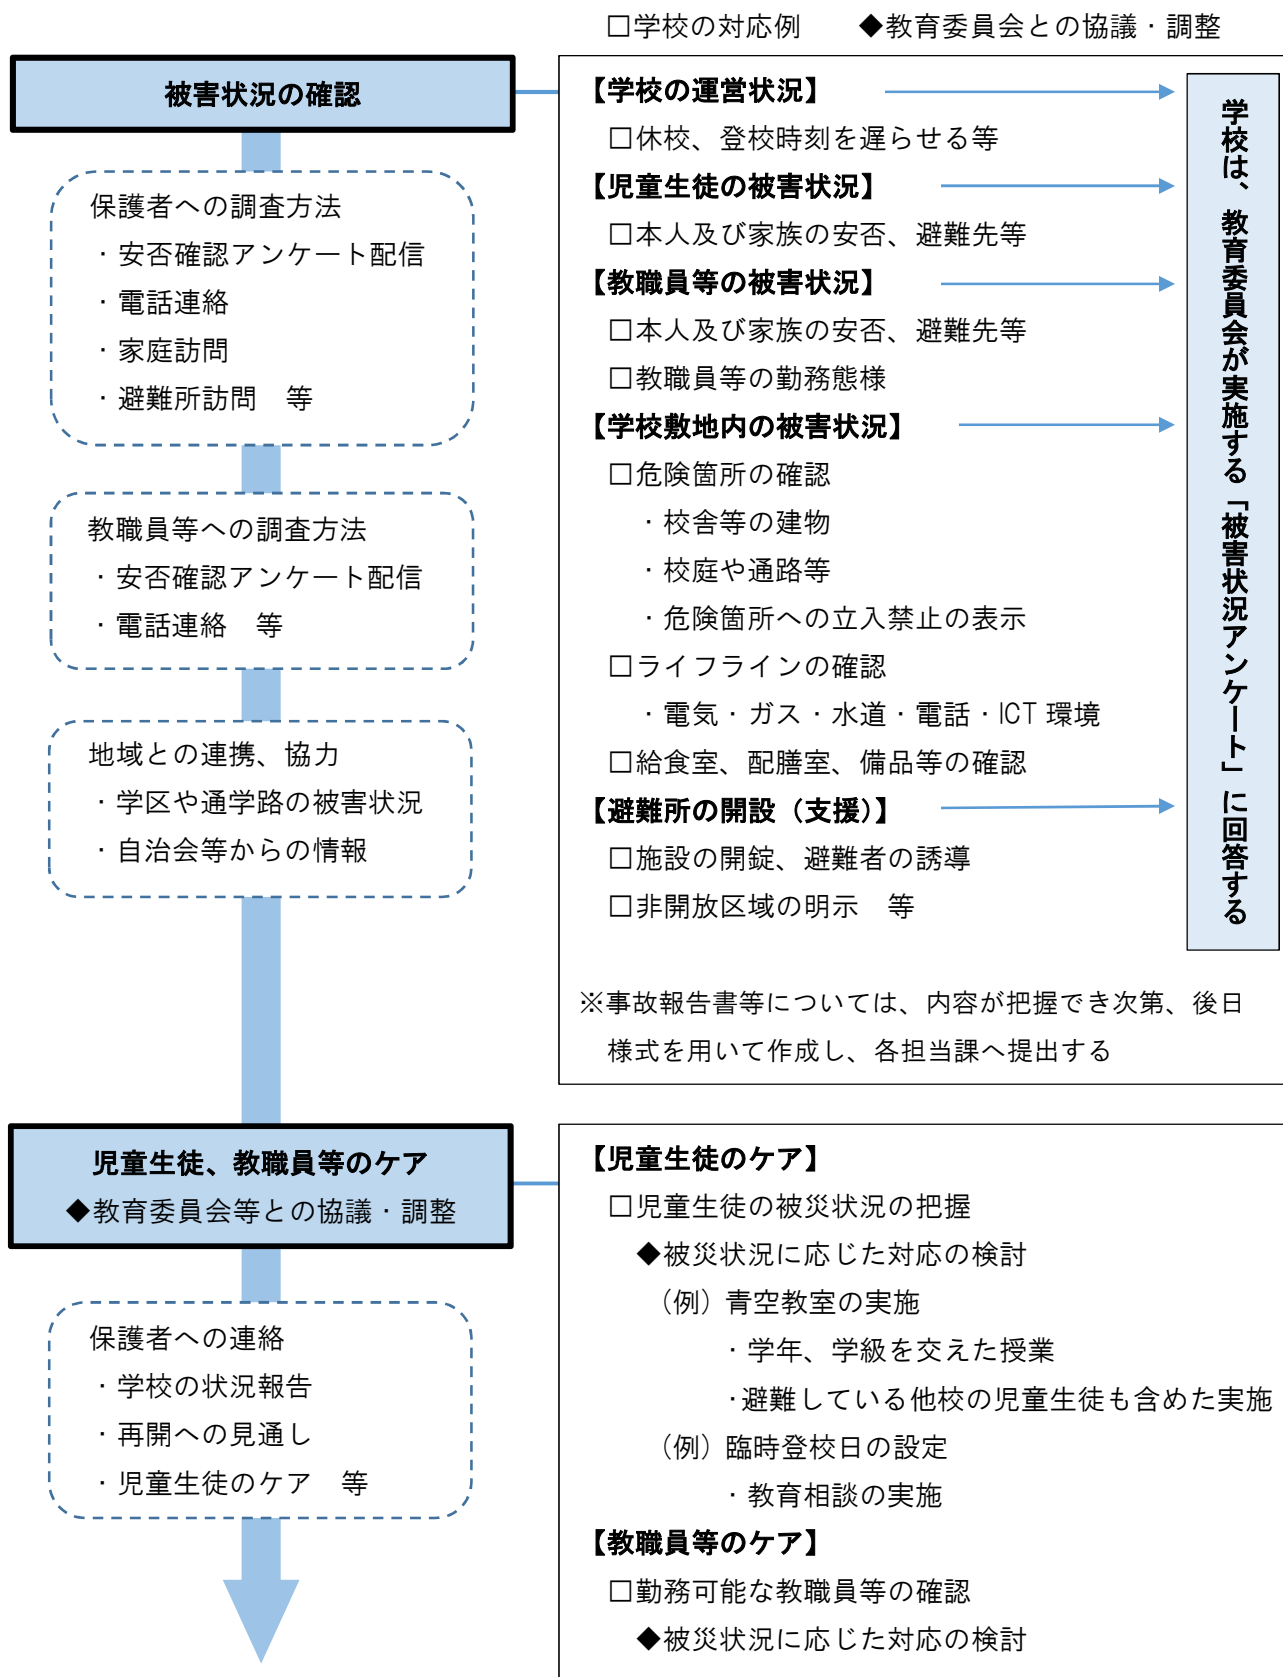 □学校の対応例　　◆教育委員会との協議・調整
被害状況の確認
保護者への調査方法
・安否確認アンケート配信
・電話連絡
・家庭訪問
・避難所訪問　等
教職員等への調査方法
・安否確認アンケート配信
・電話連絡　等
地域との連携、協力
・学区や通学路の被害状況
・自治会等からの情報
【学校の運営状況】
□休校、登校時刻を遅らせる等
【児童生徒の被害状況】
□本人及び家族の安否、避難先等
【教職員等の被害状況】
□本人及び家族の安否、避難先等
□教職員等の勤務態様
【学校敷地内の被害状況】
□危険箇所の確認
・校舎等の建物
・校庭や通路等
・危険箇所への立入禁止の表示
□ライフラインの確認
・電気・ガス・水道・電話・ICT 環境
□給食室、配膳室、備品等の確認
【避難所の開設（支援）】
□施設の開錠、避難者の誘導
□非開放区域の明示　等
学校は、教育委員会が実施する「被害状況アンケート」に回答する
※事故報告書等については、内容が把握でき次第、後日
様式を用いて作成し、各担当課へ提出する
児童生徒、教職員等のケア
◆教育委員会等との協議・調整
保護者への連絡
・学校の状況報告
・再開への見通し
・児童生徒のケア　等
【児童生徒のケア】
□児童生徒の被災状況の把握
◆被災状況に応じた対応の検討
（例）青空教室の実施
・学年、学級を交えた授業
・避難している他校の児童生徒も含めた実施
（例）臨時登校日の設定
・教育相談の実施
【教職員等のケア】
□勤務可能な教職員等の確認
◆被災状況に応じた対応の検討